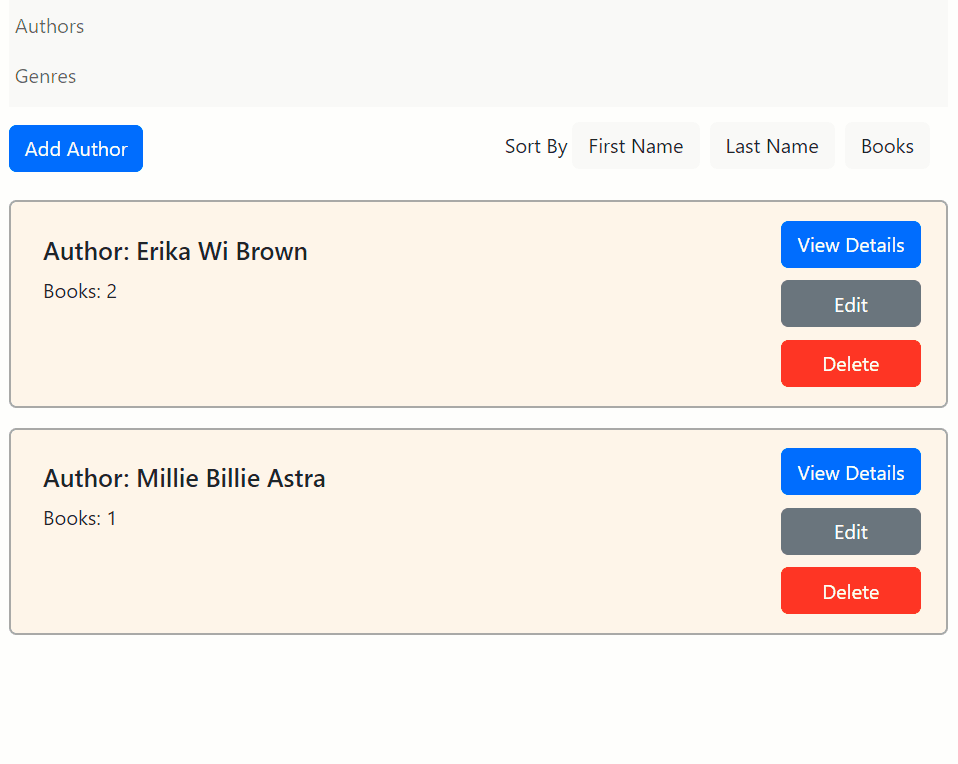 Authors
Genres
Add Author
Sort By First Name Last Name Books
Author: Erika Wi Brown
Books: 2
View Details
Edit
Delete
Author: Millie Billie Astra
Books: 1
View Details
Edit
Delete